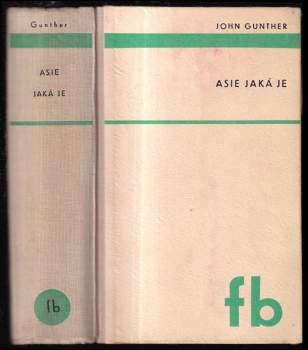 Gunther
ASIE
JAKÁ JE
fb
JOHN GUNTHER
ASIE JAKÁ JE
fb